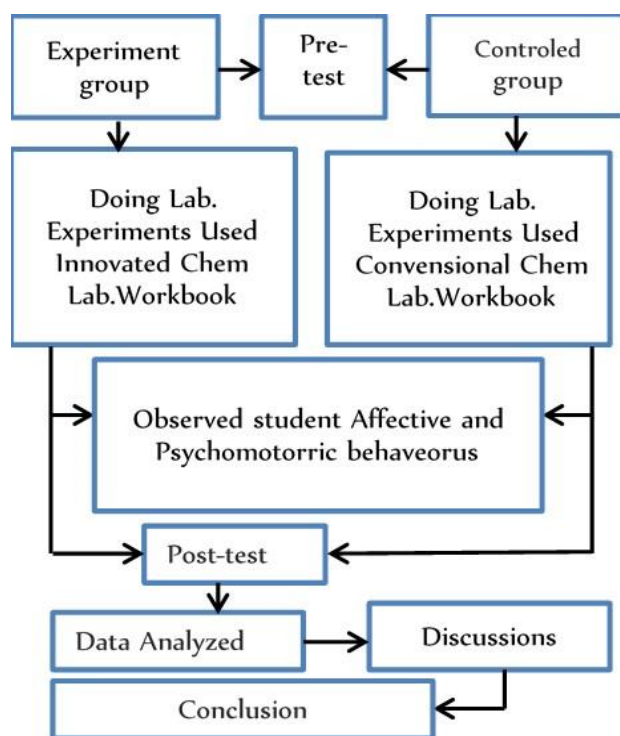 Experiment
group
Pre-
test
Controled
group
Doing Lab.
Experiments Used
Innovated Chem
Lab.Workbook
Doing Lab.
Experiments Used
Convensional Chem
Lab.Workbook
Observed student Affective and
Psychomotorric behaveorus
Post-test
Data Analyzed
Discussions
Conclusion